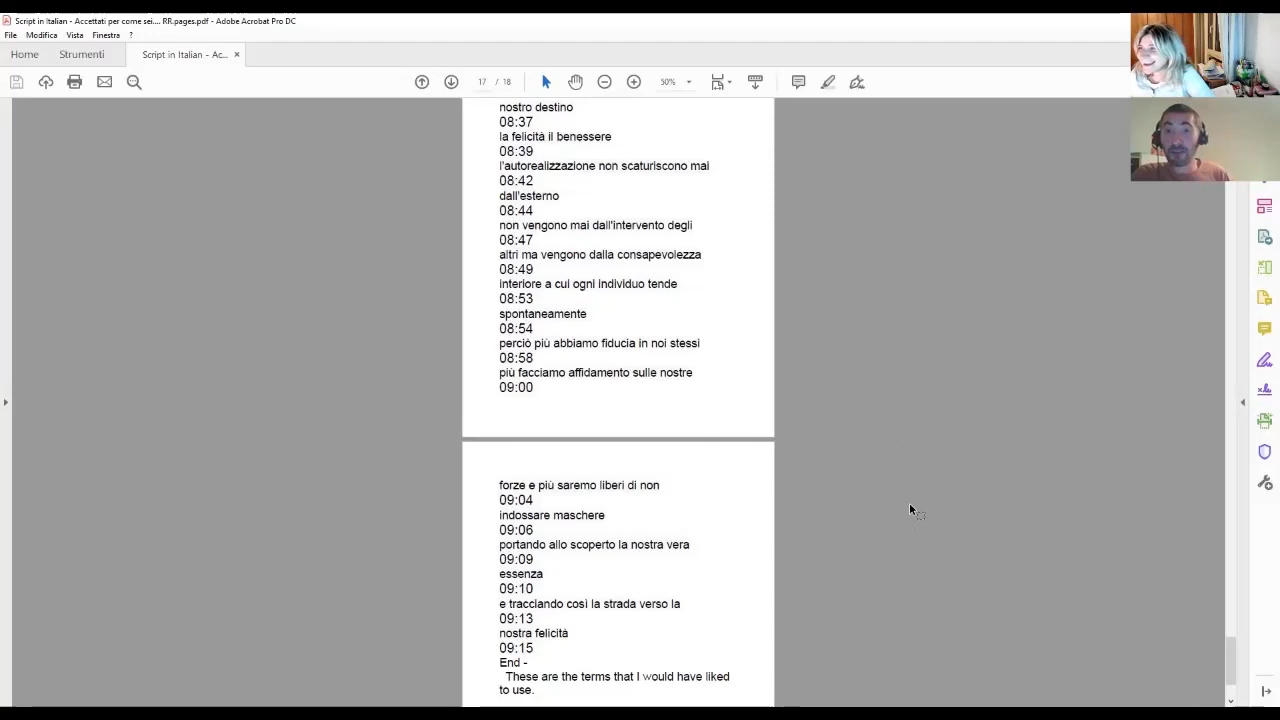 Script in Italian - Accettati per come sei.... RR.pages.pdf - Adobe Acrobat Pro DC
File Modifica Vista Finestra ?
Home Strumenti Script in Italian - Ac... ×
17 / 18 50%
nostro destino
08:37
la felicità il benessere
08:39
l'autorealizzazione non scaturiscono mai
08:42
dall'esterno
08:44
non vengono mai dall'intervento degli
08:47
altri ma vengono dalla consapevolezza
08:49
interiore a cui ogni individuo tende
08:53
spontaneamente
08:54
perciò più abbiamo fiducia in noi stessi
08:58
più facciamo affidamento sulle nostre
09:00
forze e più saremo liberi di non
09:04
indossare maschere
09:06
portando allo scoperto la nostra vera
09:09
essenza
09:10
e tracciando così la strada verso la
09:13
nostra felicità
09:15
End -
These are the terms that I would have liked
to use.